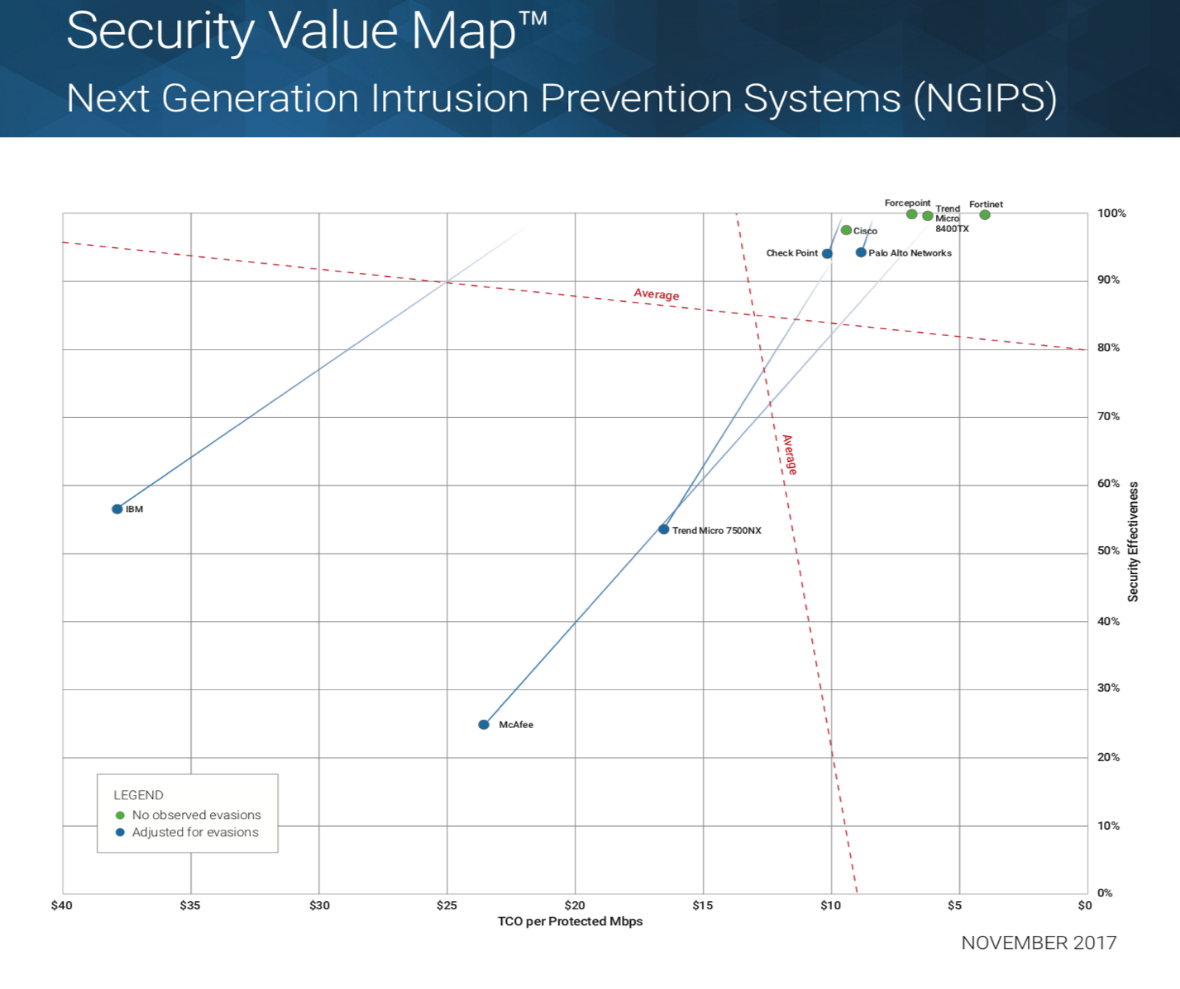 Security Value Map™
Next Generation Intrusion Prevention Systems (NGIPS)
Forcepoint
Trend
Micro
8400TX
Fortinet
Cisco
Check Point
Palo Alto Networks
Average
Average
IBM
Trend Micro 7500NX
McAfee
100%
90%
80%
70%
60%
50%
40%
30%
20%
10%
0%
Security Effectiveness
LEGEND
No observed evasions
Adjusted for evasions
$40
$35
$30
$25
$20
$15
$10
$5
$0
TCO per Protected Mbps
NOVEMBER 2017